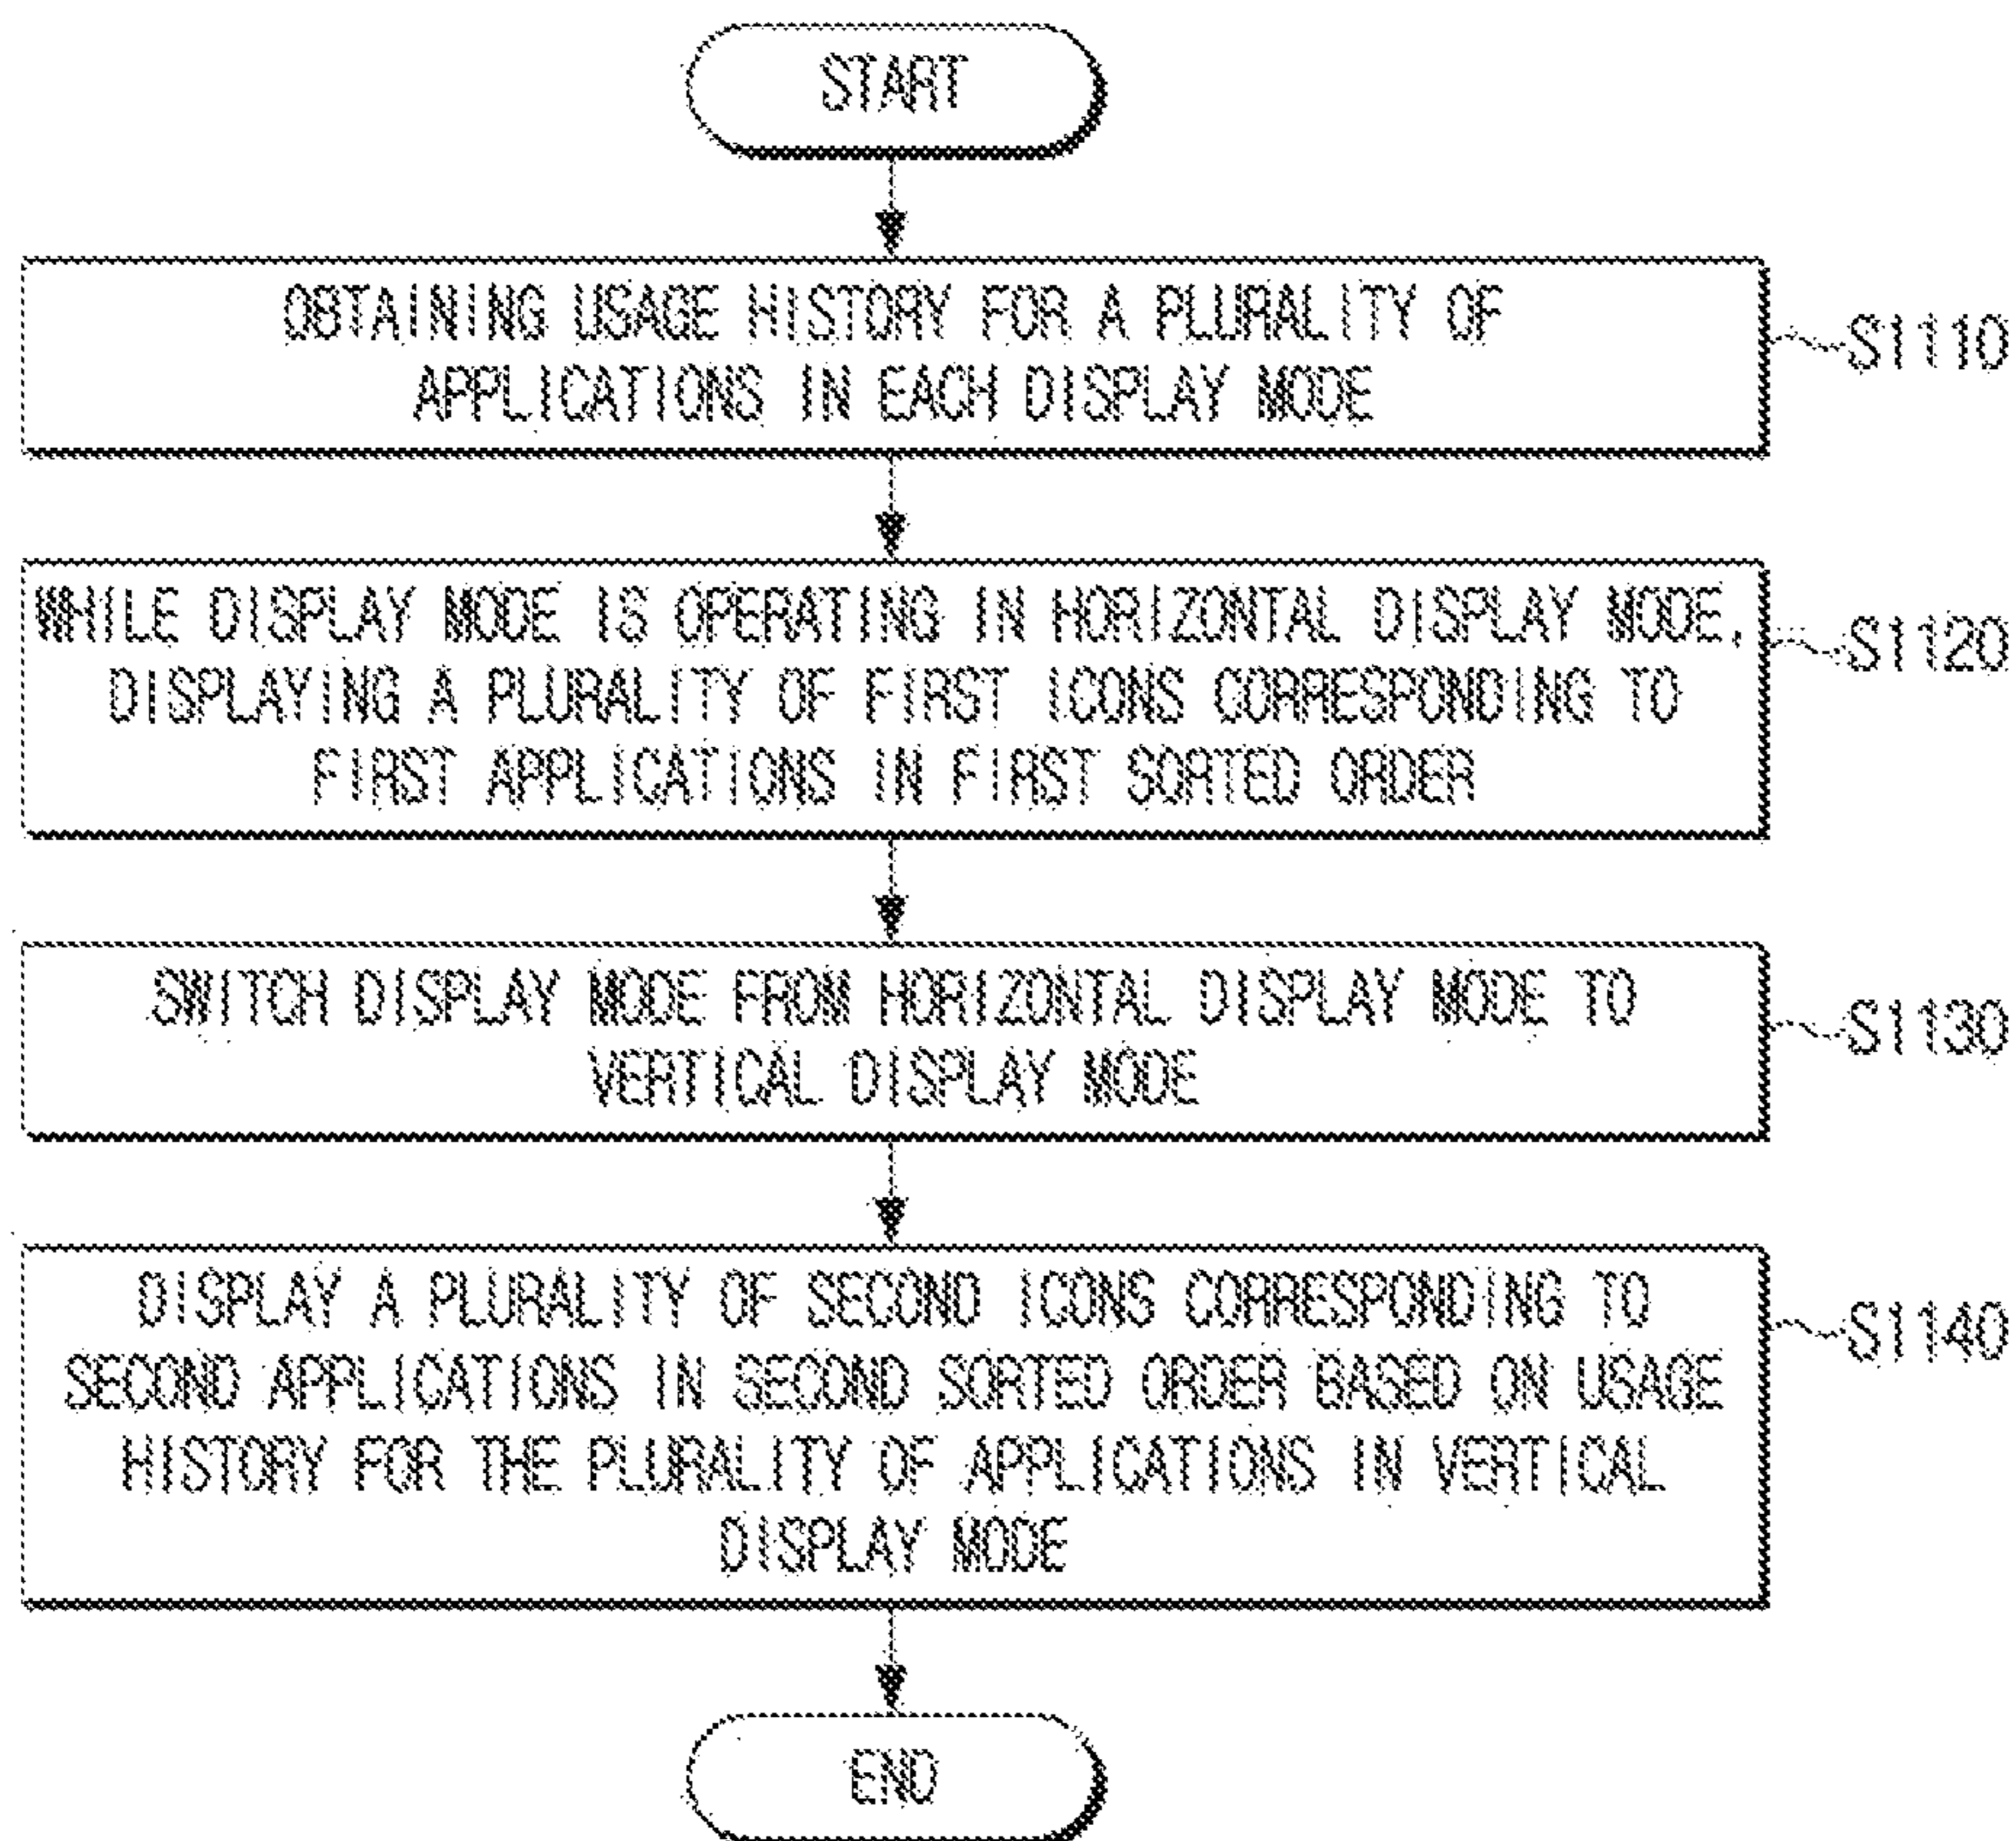 START
OBTAINING USAGE HISTORY FOR A PLURALITY OF
APPLICATIONS IN EACH DISPLAY MODE
S1110
WHILE DISPLAY MODE IS OPERATING IN HORIZONTAL DISPLAY MODE,
DISPLAYING A PLURALITY OF FIRST ICONS CORRESPONDING TO
FIRST APPLICATIONS IN FIRST SORTED ORDER
S1120
SWITCH DISPLAY MODE FROM HORIZONTAL DISPLAY MODE TO
VERTICAL DISPLAY MODE
S1130
DISPLAY A PLURALITY OF SECOND ICONS CORRESPONDING TO
SECOND APPLICATIONS IN SECOND SORTED ORDER BASED ON USAGE
HISTORY FOR THE PLURALITY OF APPLICATIONS IN VERTICAL
DISPLAY MODE
S1140
END